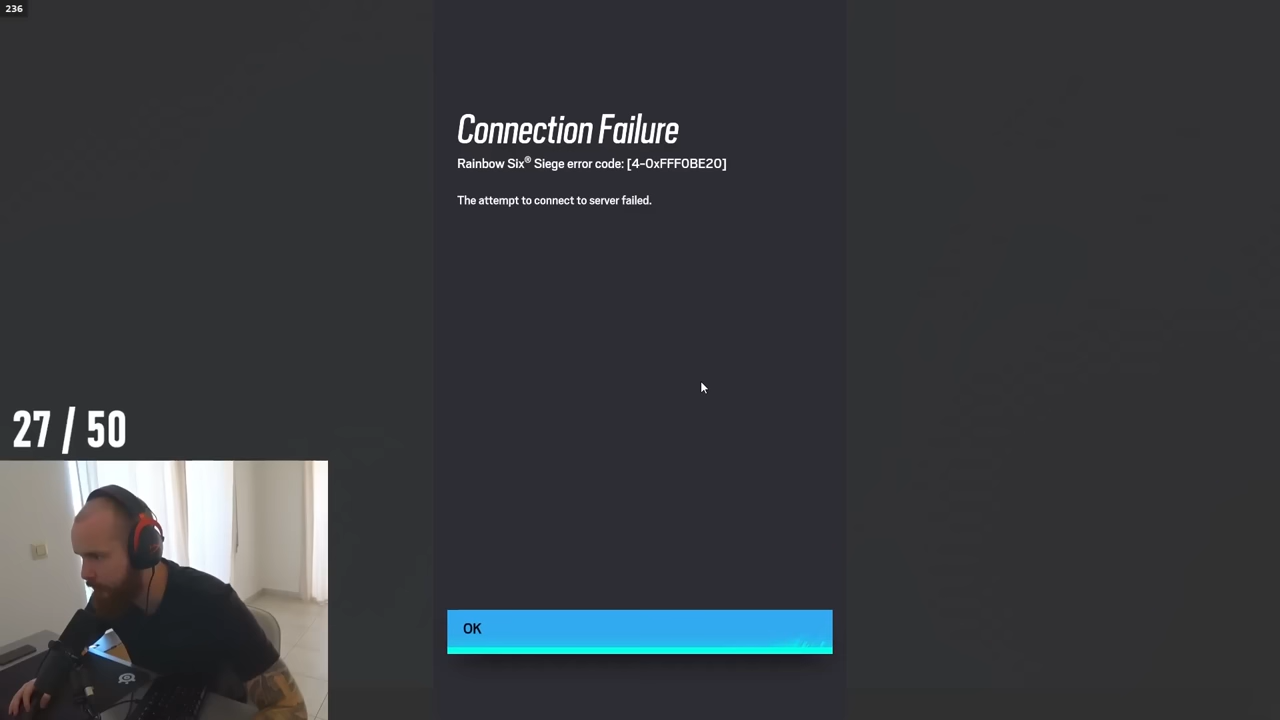 236
Connection Failure
Rainbow Six® Siege error code: [4-0xFFF0BE20]
The attempt to connect to server failed.
27 / 50
OK